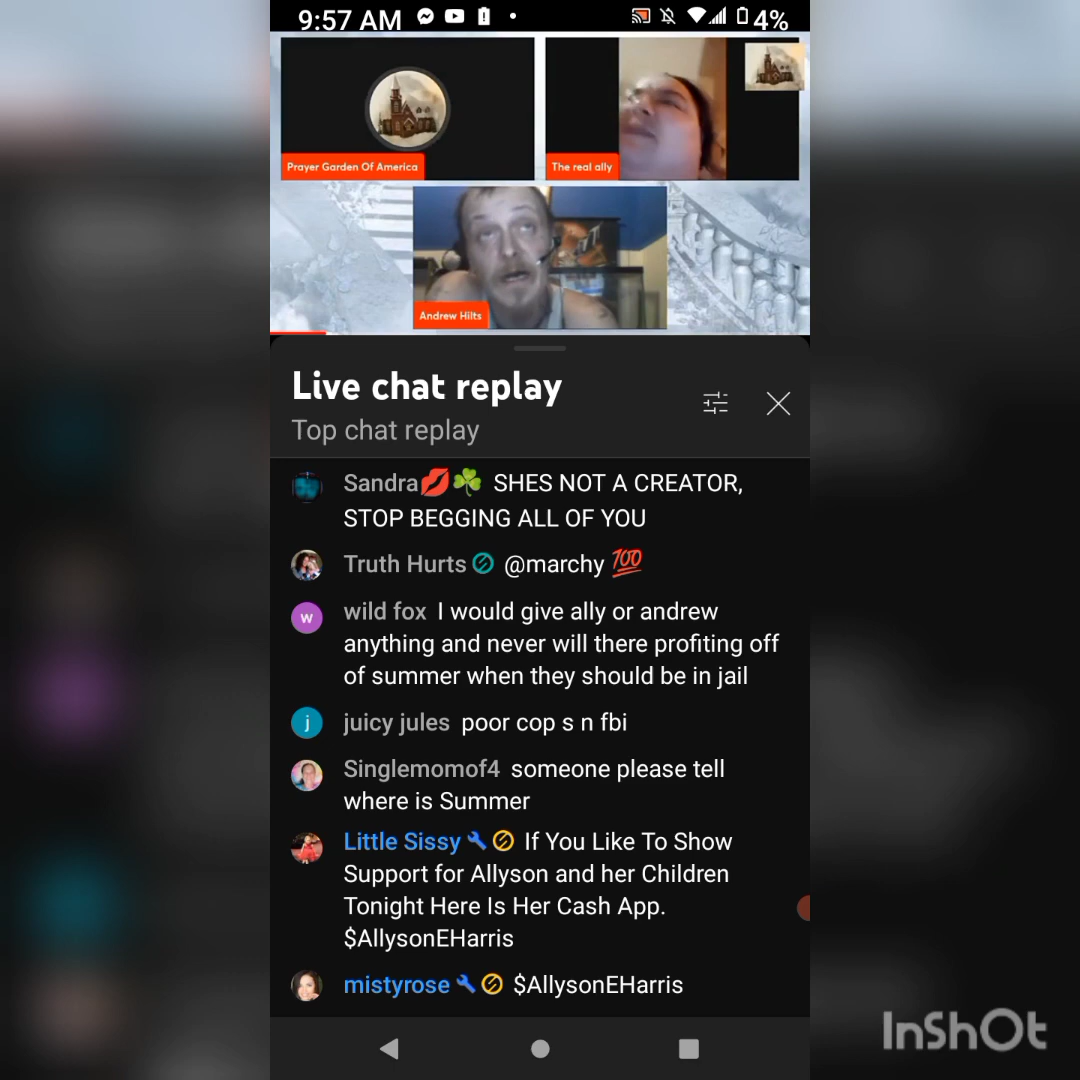 9:57 AM
4%
Prayer Garden Of America
The real ally
Andrew Hilts
Live chat replay
Top chat replay
Sandra💋☘️ SHES NOT A CREATOR,
STOP BEGGING ALL OF YOU
Truth Hurts @marchy 💯
w
wild fox I would give ally or andrew
anything and never will there profiting off
of summer when they should be in jail
j
juicy jules poor cop s n fbi
Singlemomof4 someone please tell
where is Summer
Little Sissy If You Like To Show
Support for Allyson and her Children
Tonight Here Is Her Cash App.
$AllysonEHarris
mistyrose $AllysonEHarris
InShOt